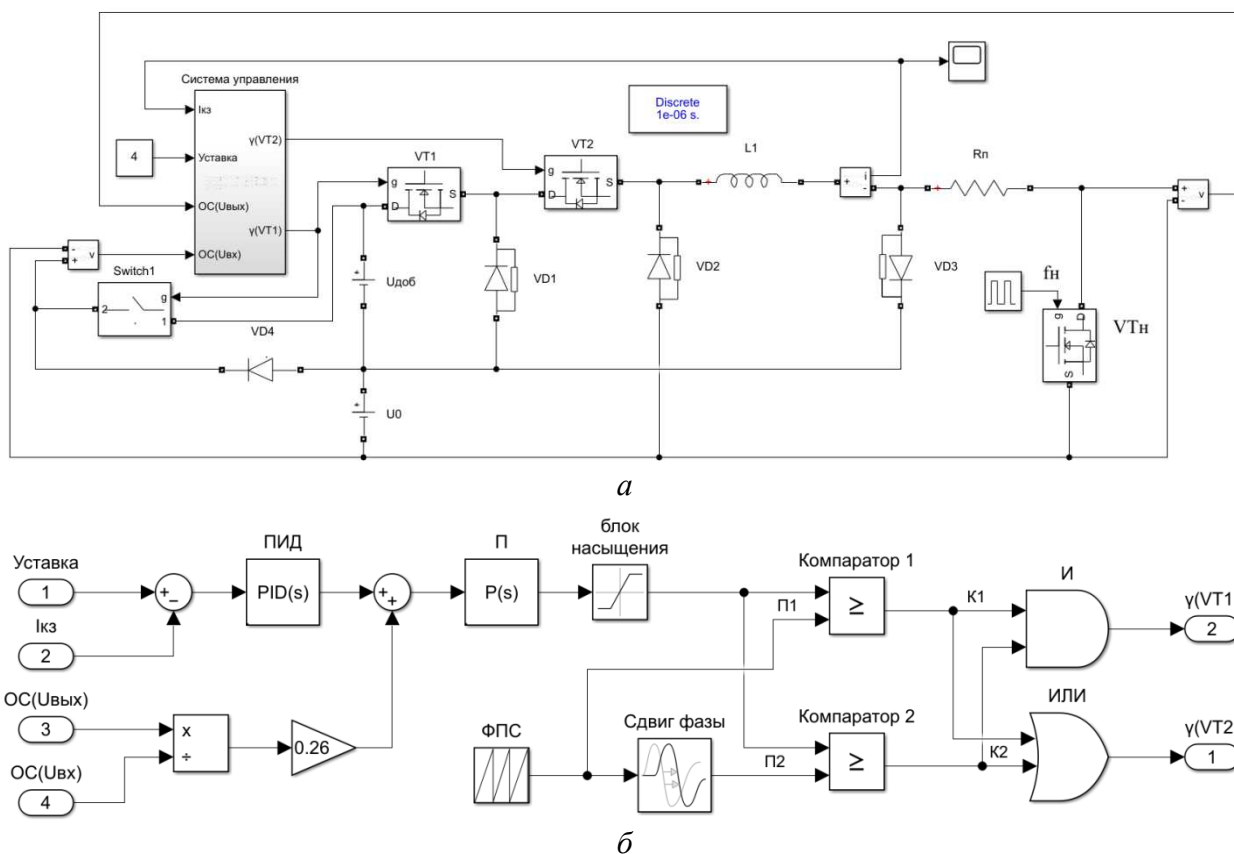 Система управления
Iкз
4
Уставка
ОС(Uвых)
ОС(Uвх)
γ(VT2)
γ(VT1)
Discrete
1e-06 s.
VT1
g
D
S
VT2
g
D
S
L1
+
i
-
Rп
+
-
v
-
+
v
Switch1
2
g
1
Uдоб
VD1
VD2
VD3
VD4
U0
fн
g
D
S
VTн
а
Уставка
1
Iкз
2
ОС(Uвых)
3
ОС(Uвх)
4
+
-
ПИД
PID(s)
+
+
П
P(s)
блок
насыщения
x
÷
0.26
ФПС
Сдвиг фазы
П1
П2
Компаратор 1
≥
Компаратор 2
≥
К1
К2
И
ИЛИ
γ(VT1
2
γ(VT2
1
б